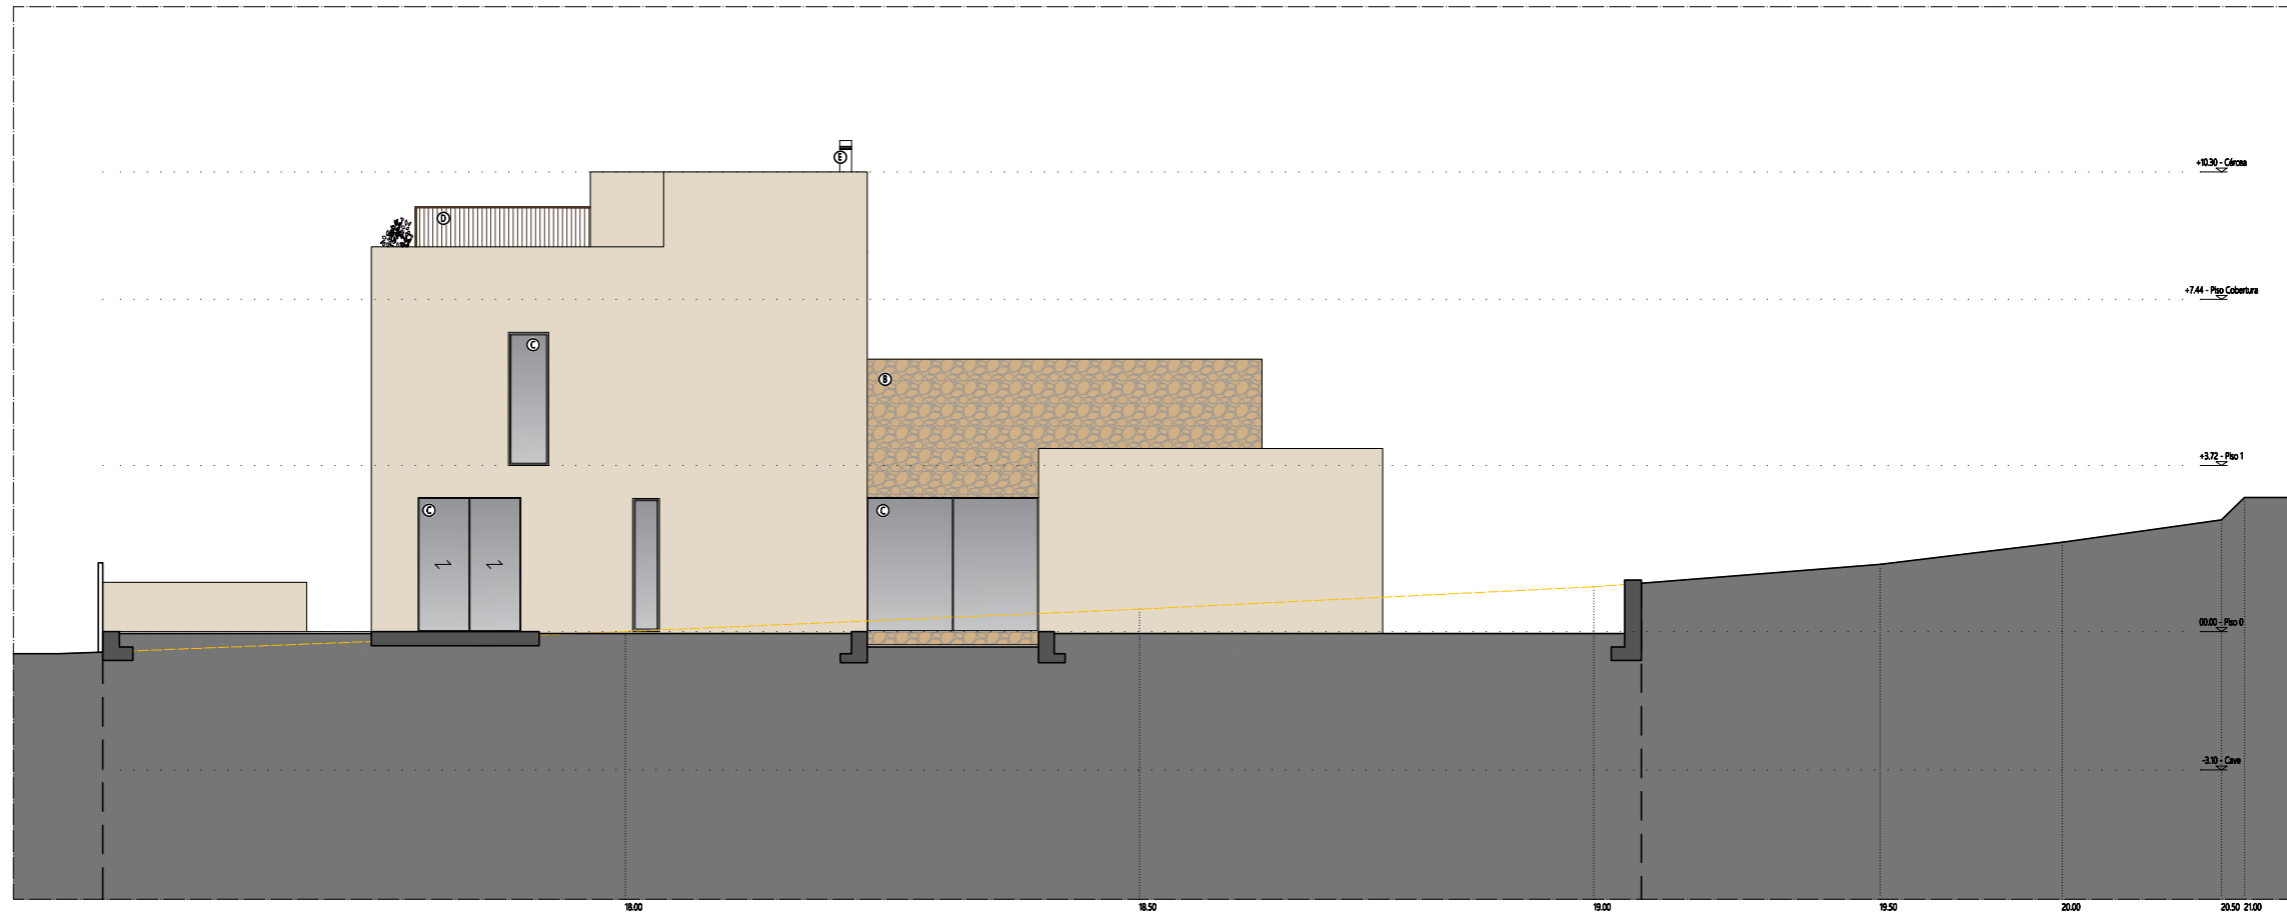 +10.30 - Cércea
E
D
+7.44 - Piso Cobertura
C
B
+3.72 - Piso 1
C
C
00.00 - Piso 0
-3.10 - Cave
18.00 18.50 19.00 19.50 20.00 20.50 21.00